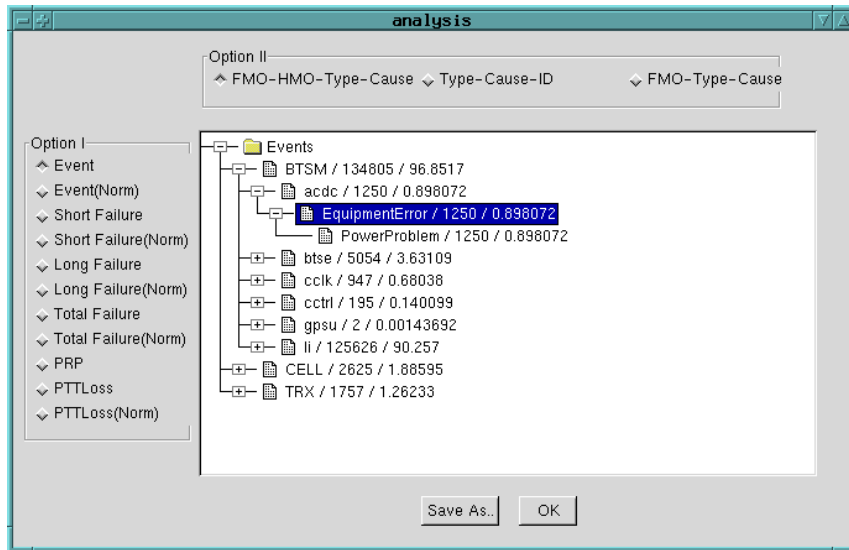 analysis
Option II
FMO-HMO-Type-Cause Type-Cause-ID FMO-Type-Cause
Option I
Event
Event(Norm)
Short Failure
Short Failure(Norm)
Long Failure
Long Failure(Norm)
Total Failure
Total Failure(Norm)
PRP
PTTLoss
PTTLoss(Norm)
Events
BTSM / 134805 / 96.8517
acdc / 1250 / 0.898072
EquipmentError / 1250 / 0.898072
PowerProblem / 1250 / 0.898072
btse / 5054 / 3.63109
cclk / 947 / 0.68038
cctrl / 195 / 0.140099
gpsu / 2 / 0.00143692
li / 125626 / 90.257
CELL / 2625 / 1.88595
TRX / 1757 / 1.26233
Save As..
OK